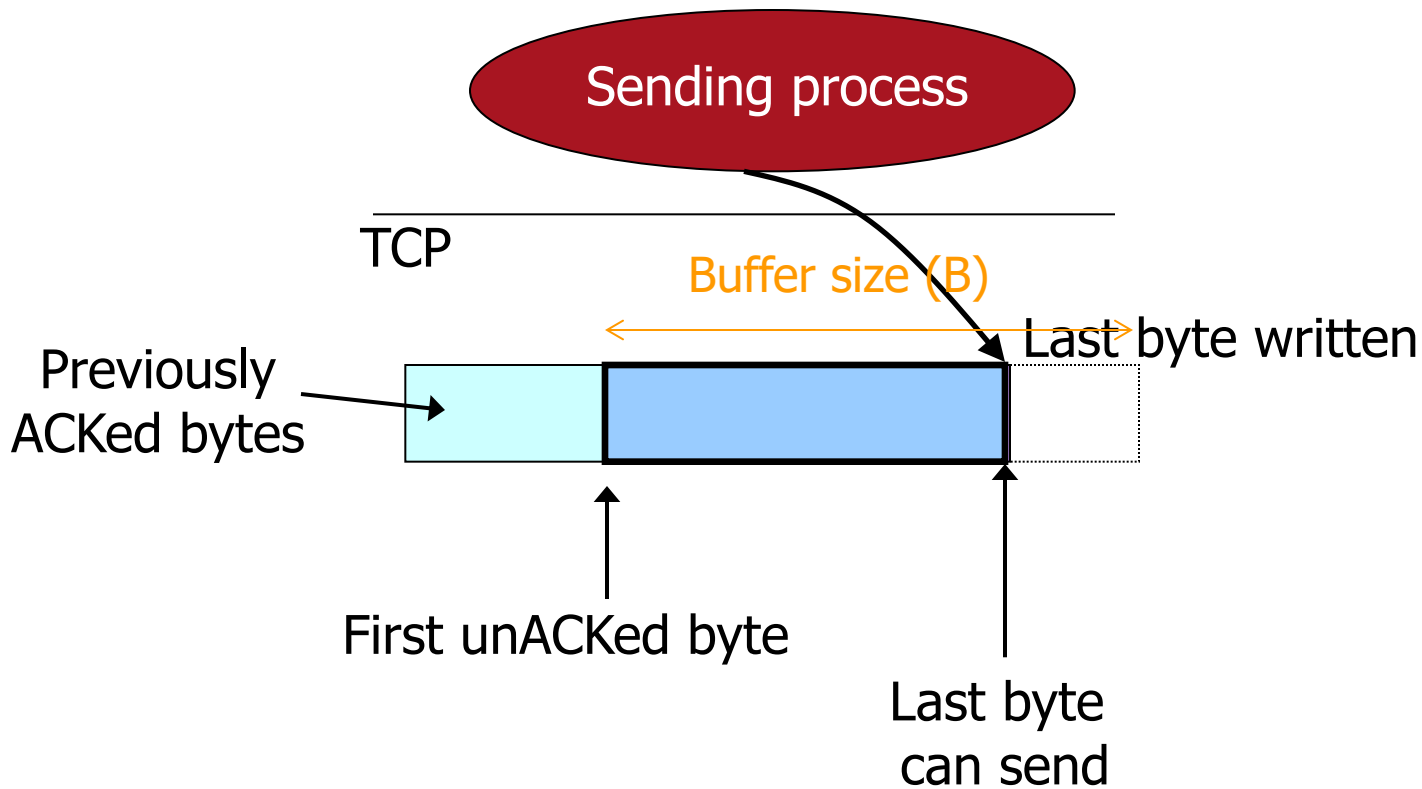 Sending process
TCP
Buffer size (B)
Last byte written
Previously
ACKed bytes
First unACKed byte
Last byte
can send